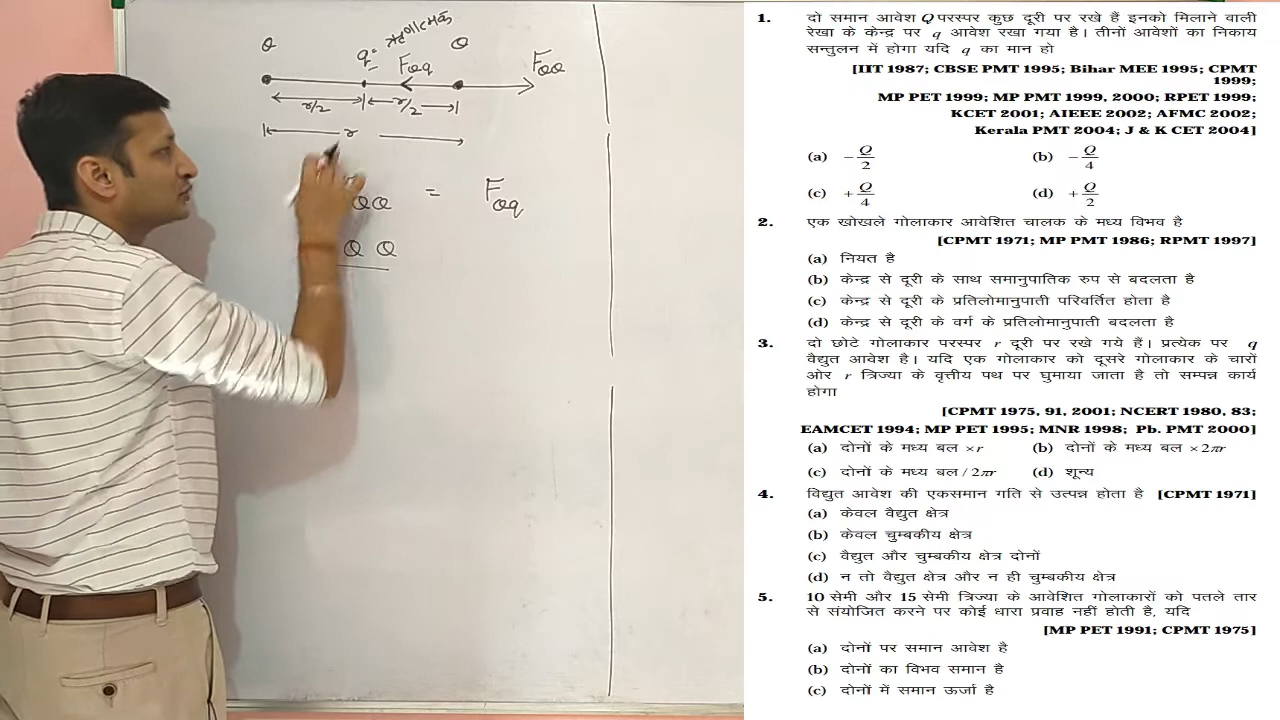 Q
q = ऋणात्मक
Q
F_Qq
F_QQ
r/2
r/2
r
QQ = F_Qq
Q Q
1. दो समान आवेश Q परस्पर कुछ दूरी पर रखे हैं इनको मिलाने वाली
रेखा के केन्द्र पर q आवेश रखा गया है। तीनों आवेशों का निकाय
सन्तुलन में होगा यदि q का मान हो
[IIT 1987; CBSE PMT 1995; Bihar MEE 1995; CPMT
1999;
MP PET 1999; MP PMT 1999, 2000; RPET 1999;
KCET 2001; AIEEE 2002; AFMC 2002;
Kerala PMT 2004; J & K CET 2004]
(a) -Q/2 (b) -Q/4
(c) +Q/4 (d) +Q/2
2. एक खोखले गोलाकार आवेशित चालक के मध्य विभव है
[CPMT 1971; MP PMT 1986; RPMT 1997]
(a) नियत है
(b) केन्द्र से दूरी के साथ समानुपातिक रुप से बदलता है
(c) केन्द्र से दूरी के प्रतिलोमानुपाती परिवर्तित होता है
(d) केन्द्र से दूरी के वर्ग के प्रतिलोमानुपाती बदलता है
3. दो छोटे गोलाकार परस्पर r दूरी पर रखे गये हैं। प्रत्येक पर q
वैद्युत आवेश है। यदि एक गोलाकार को दूसरे गोलाकार के चारों
ओर r त्रिज्या के वृत्तीय पथ पर घुमाया जाता है तो सम्पन्न कार्य
होगा
[CPMT 1975, 91, 2001; NCERT 1980, 83;
EAMCET 1994; MP PET 1995; MNR 1998; Pb. PMT 2000]
(a) दोनों के मध्य बल ×r (b) दोनों के मध्य बल ×2πr
(c) दोनों के मध्य बल / 2πr (d) शून्य
4. विद्युत आवेश की एकसमान गति से उत्पन्न होता है [CPMT 1971]
(a) केवल वैद्युत क्षेत्र
(b) केवल चुम्बकीय क्षेत्र
(c) वैद्युत और चुम्बकीय क्षेत्र दोनों
(d) न तो वैद्युत क्षेत्र और न ही चुम्बकीय क्षेत्र
5. 10 सेमी और 15 सेमी त्रिज्या के आवेशित गोलाकारों को पतले तार
से संयोजित करने पर कोई धारा प्रवाह नहीं होती है, यदि
[MP PET 1991; CPMT 1975]
(a) दोनों पर समान आवेश है
(b) दोनों का विभव समान है
(c) दोनों में समान ऊर्जा है